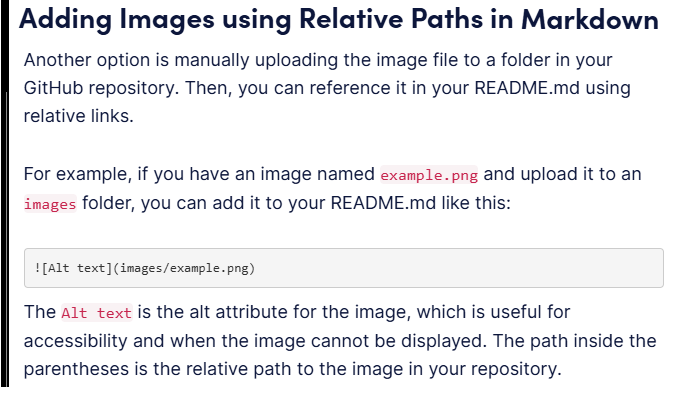 Adding Images using Relative Paths in Markdown
Another option is manually uploading the image file to a folder in your
GitHub repository. Then, you can reference it in your README.md using
relative links.
For example, if you have an image named example.png and upload it to an
images folder, you can add it to your README.md like this:
![Alt text](images/example.png)
The Alt text is the alt attribute for the image, which is useful for
accessibility and when the image cannot be displayed. The path inside the
parentheses is the relative path to the image in your repository.